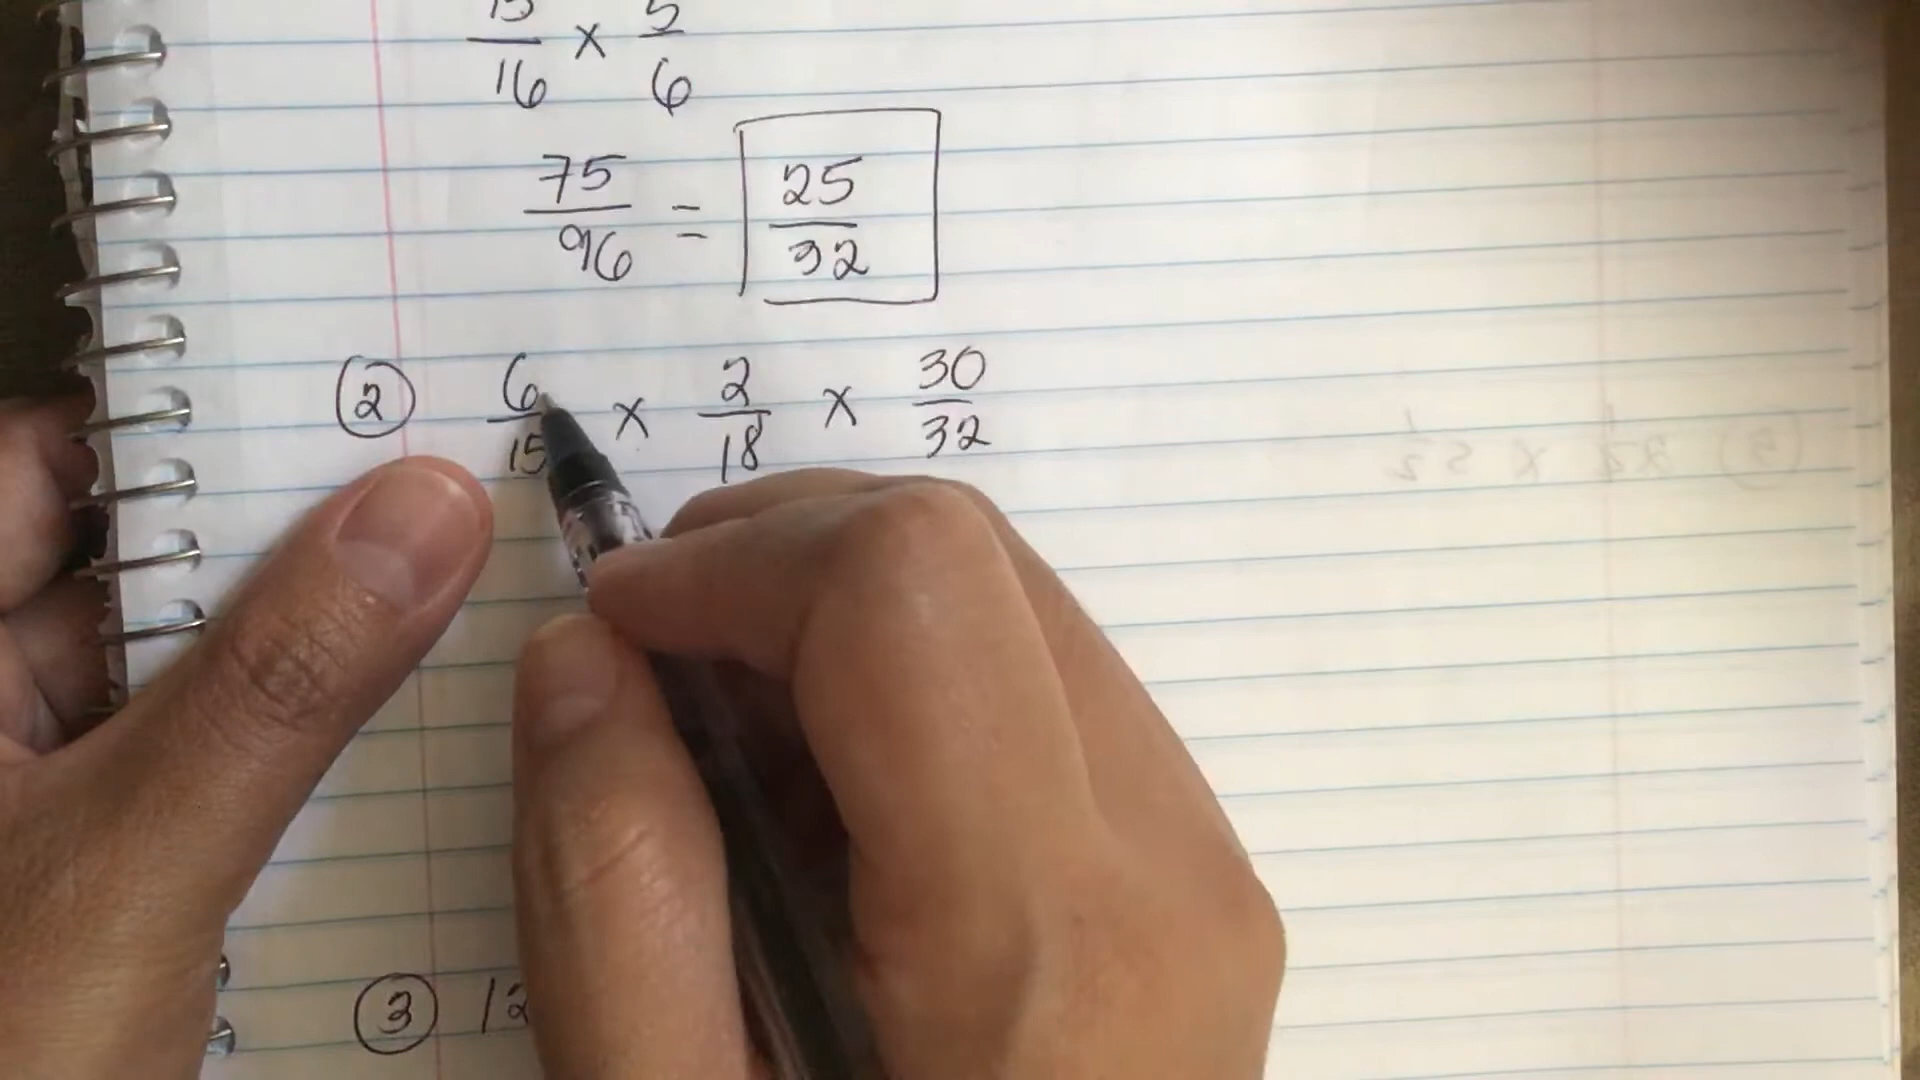 15/16 × 5/6
75/96 = 25/32
② 6/15 × 2/18 × 30/32
③ 12